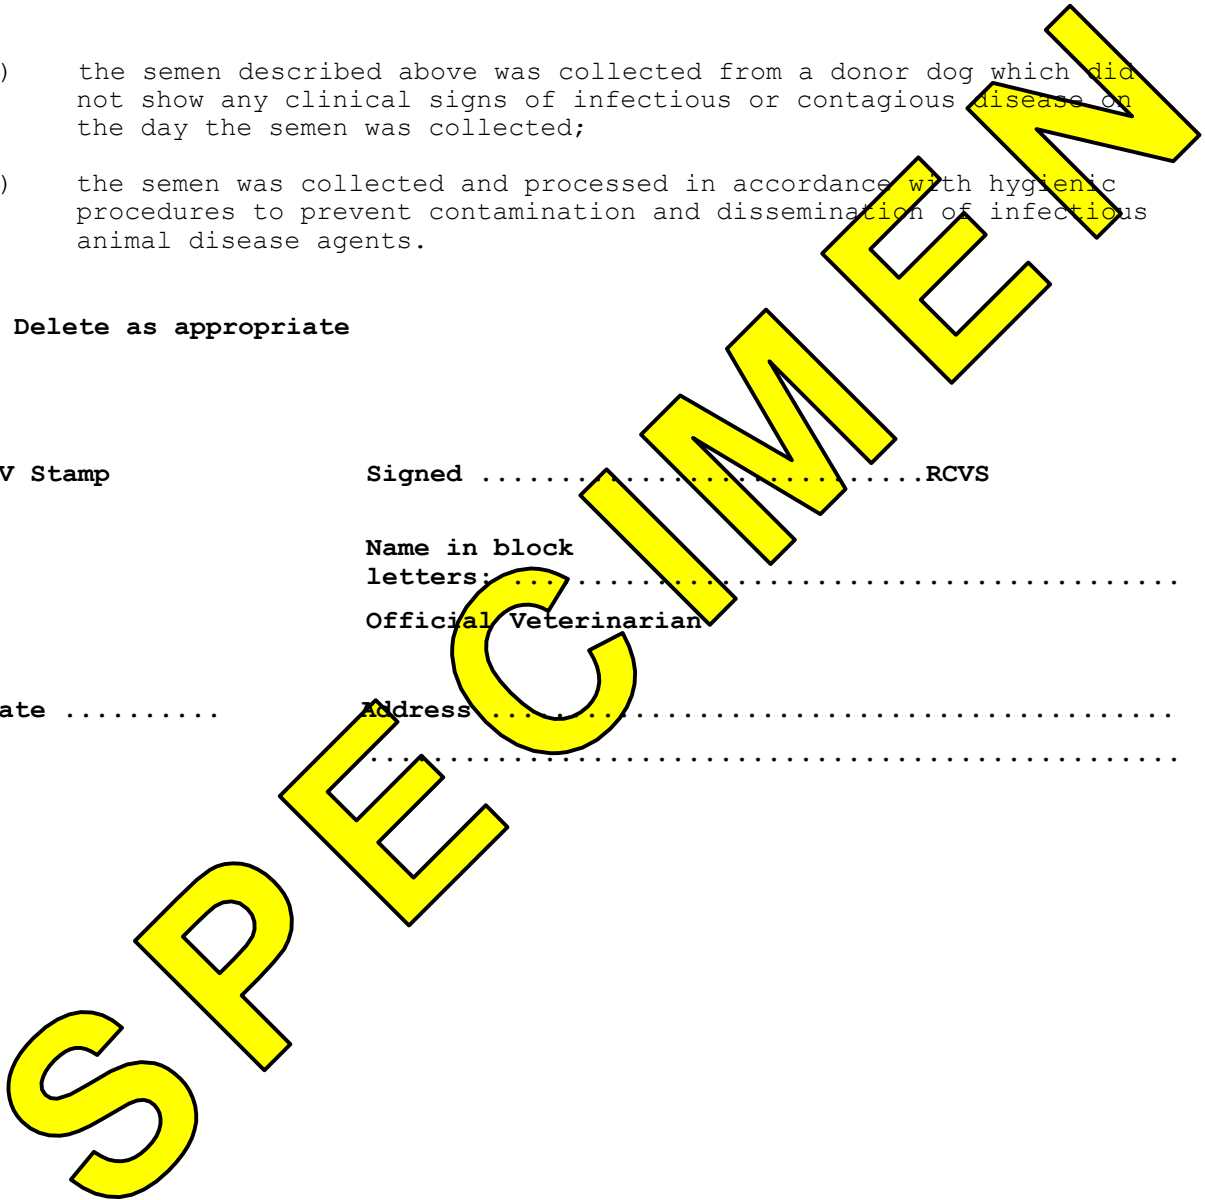 ) the semen described above was collected from a donor dog which did
not show any clinical signs of infectious or contagious disease on
the day the semen was collected;
) the semen was collected and processed in accordance with hygienic
procedures to prevent contamination and dissemination of infectious
animal disease agents.
Delete as appropriate
V Stamp Signed ............................RCVS
Name in block
letters: ..........................................
Official Veterinarian
ate .......... Address ...........................................
...................................................
SPECIMEN